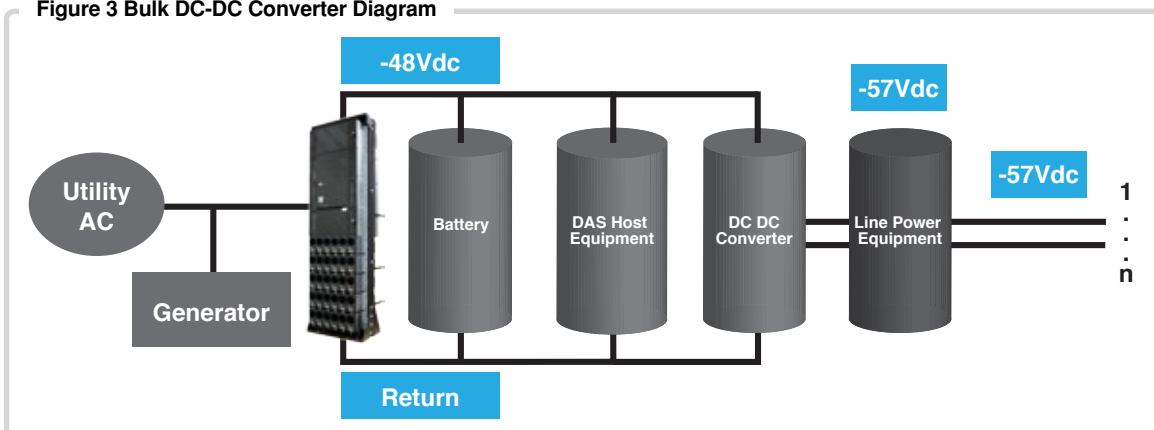 Figure 3 Bulk DC-DC Converter Diagram
-48Vdc
-57Vdc
-57Vdc
Utility
AC
Battery
DAS Host
Equipment
DC DC
Converter
Line Power
Equipment
1
.
.
.
n
Generator
Return